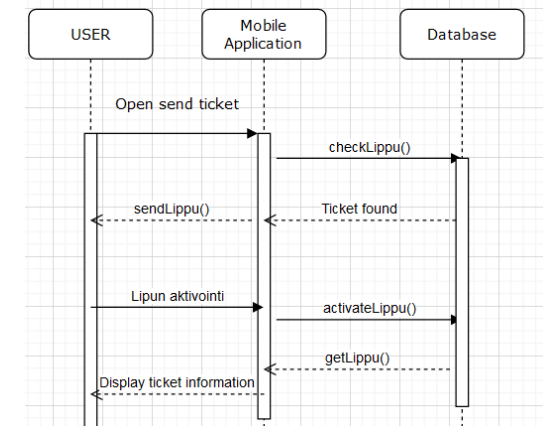 USER
Mobile
Application
Database
Open send ticket
checkLippu()
sendLippu()
Ticket found
Lipun aktivointi
activateLippu()
getLippu()
Display ticket information